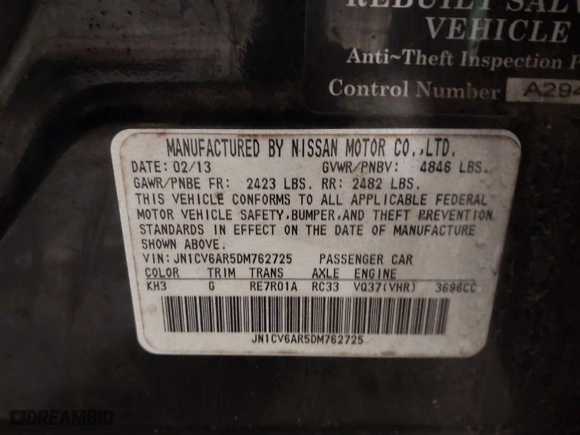 REBUILT SALV
VEHICLE
Anti~Theft Inspection P
Control Number A294
MANUFACTURED BY NISSAN MOTOR CO.,LTD.
DATE: 02/13 GVWR/PNBV: 4846 LBS.
GAWR/PNBE FR: 2423 LBS. RR: 2482 LBS.
THIS VEHICLE CONFORMS TO ALL APPLICABLE FEDERAL
MOTOR VEHICLE SAFETY,BUMPER,AND THEFT PREVENTION
STANDARDS IN EFFECT ON THE DATE OF MANUFACTURE
SHOWN ABOVE.
VIN: JN1CV6AR5DM762725 PASSENGER CAR
COLOR TRIM TRANS AXLE ENGINE
KH3 G RE7R01A RC33 VQ37(VHR) 3696CC
JN1CV6AR5DM762725
DREAMBID